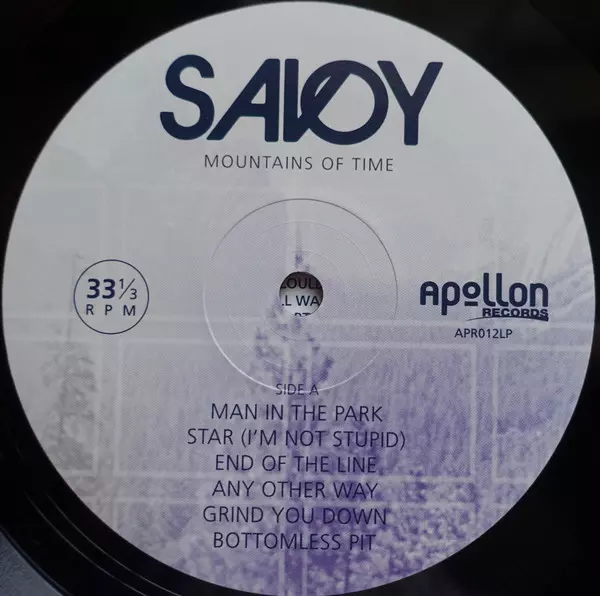 SAVOY
MOUNTAINS OF TIME
33 1/3
RPM
Apollon
RECORDS
APR012LP
SIDE A
MAN IN THE PARK
STAR (I'M NOT STUPID)
END OF THE LINE
ANY OTHER WAY
GRIND YOU DOWN
BOTTOMLESS PIT